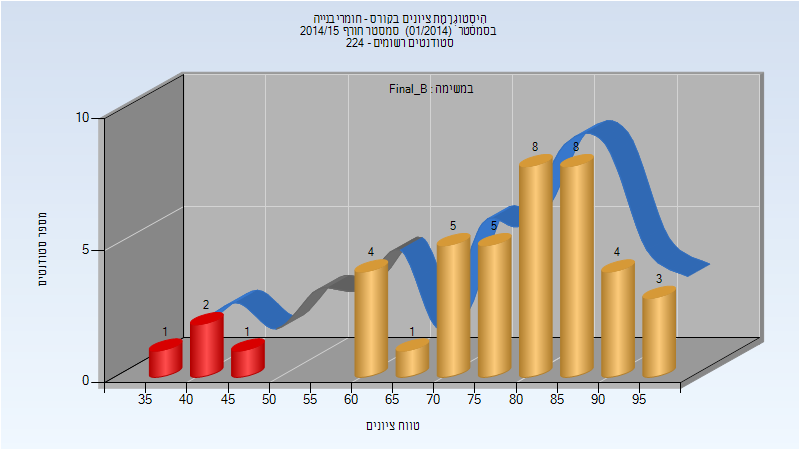 היסטוגרמת ציונים בקורס - חומרי בנייה
בסמסטר (01/2014) סמסטר חורף 2014/15
סטודנטים רשומים - 224
במשימה : Final_B
מספר סטודנטים
10
5
0
1
2
1
4
1
5
5
8
8
4
3
35 40 45 50 55 60 65 70 75 80 85 90 95
טווח ציונים